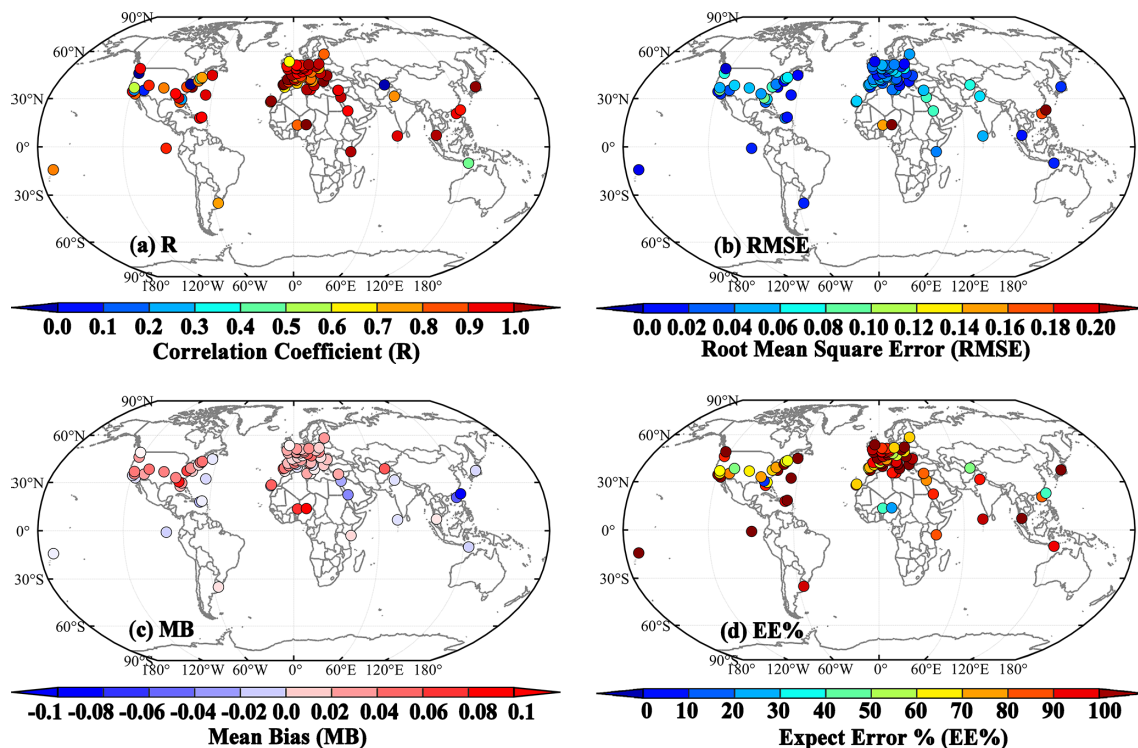 90°N 90°N
60°N 60°N
30°N 30°N
0° 0°
30°S 30°S
60°S 60°S
(a) R (b) RMSE
90°S 90°S
180° 120°W 60°W 0° 60°E 120°E 180° 180° 120°W 60°W 0° 60°E 120°E 180°
0.0 0.1 0.2 0.3 0.4 0.5 0.6 0.7 0.8 0.9 1.0 0.0 0.02 0.04 0.06 0.08 0.10 0.12 0.14 0.16 0.18 0.20
Correlation Coefficient (R) Root Mean Square Error (RMSE)
90°N 90°N
60°N 60°N
30°N 30°N
0° 0°
30°S 30°S
60°S 60°S
(c) MB (d) EE%
90°S 90°S
180° 120°W 60°W 0° 60°E 120°E 180° 180° 120°W 60°W 0° 60°E 120°E 180°
-0.1 -0.08 -0.06 -0.04 -0.02 0.0 0.02 0.04 0.06 0.08 0.1 0 10 20 30 40 50 60 70 80 90 100
Mean Bias (MB) Expect Error % (EE%)